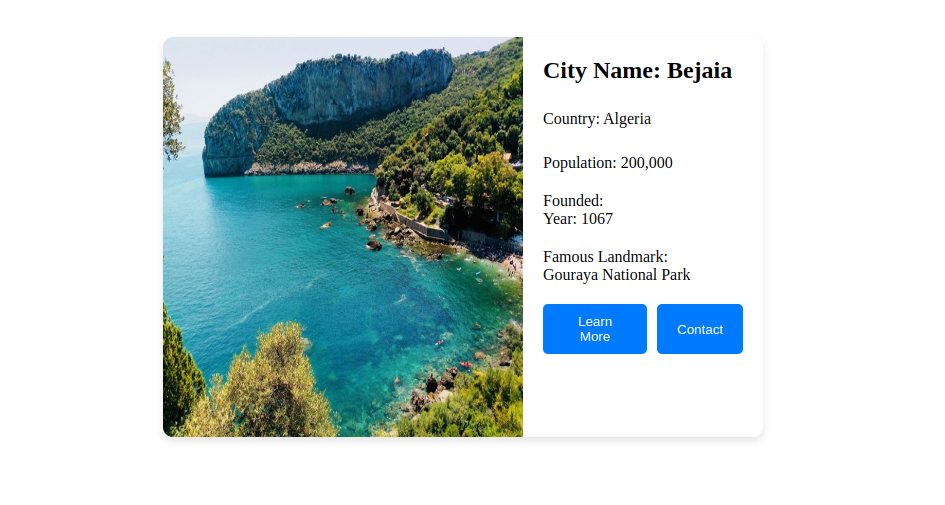 City Name: Bejaia
Country: Algeria
Population: 200,000
Founded:
Year: 1067
Famous Landmark:
Gouraya National Park
Learn
More
Contact